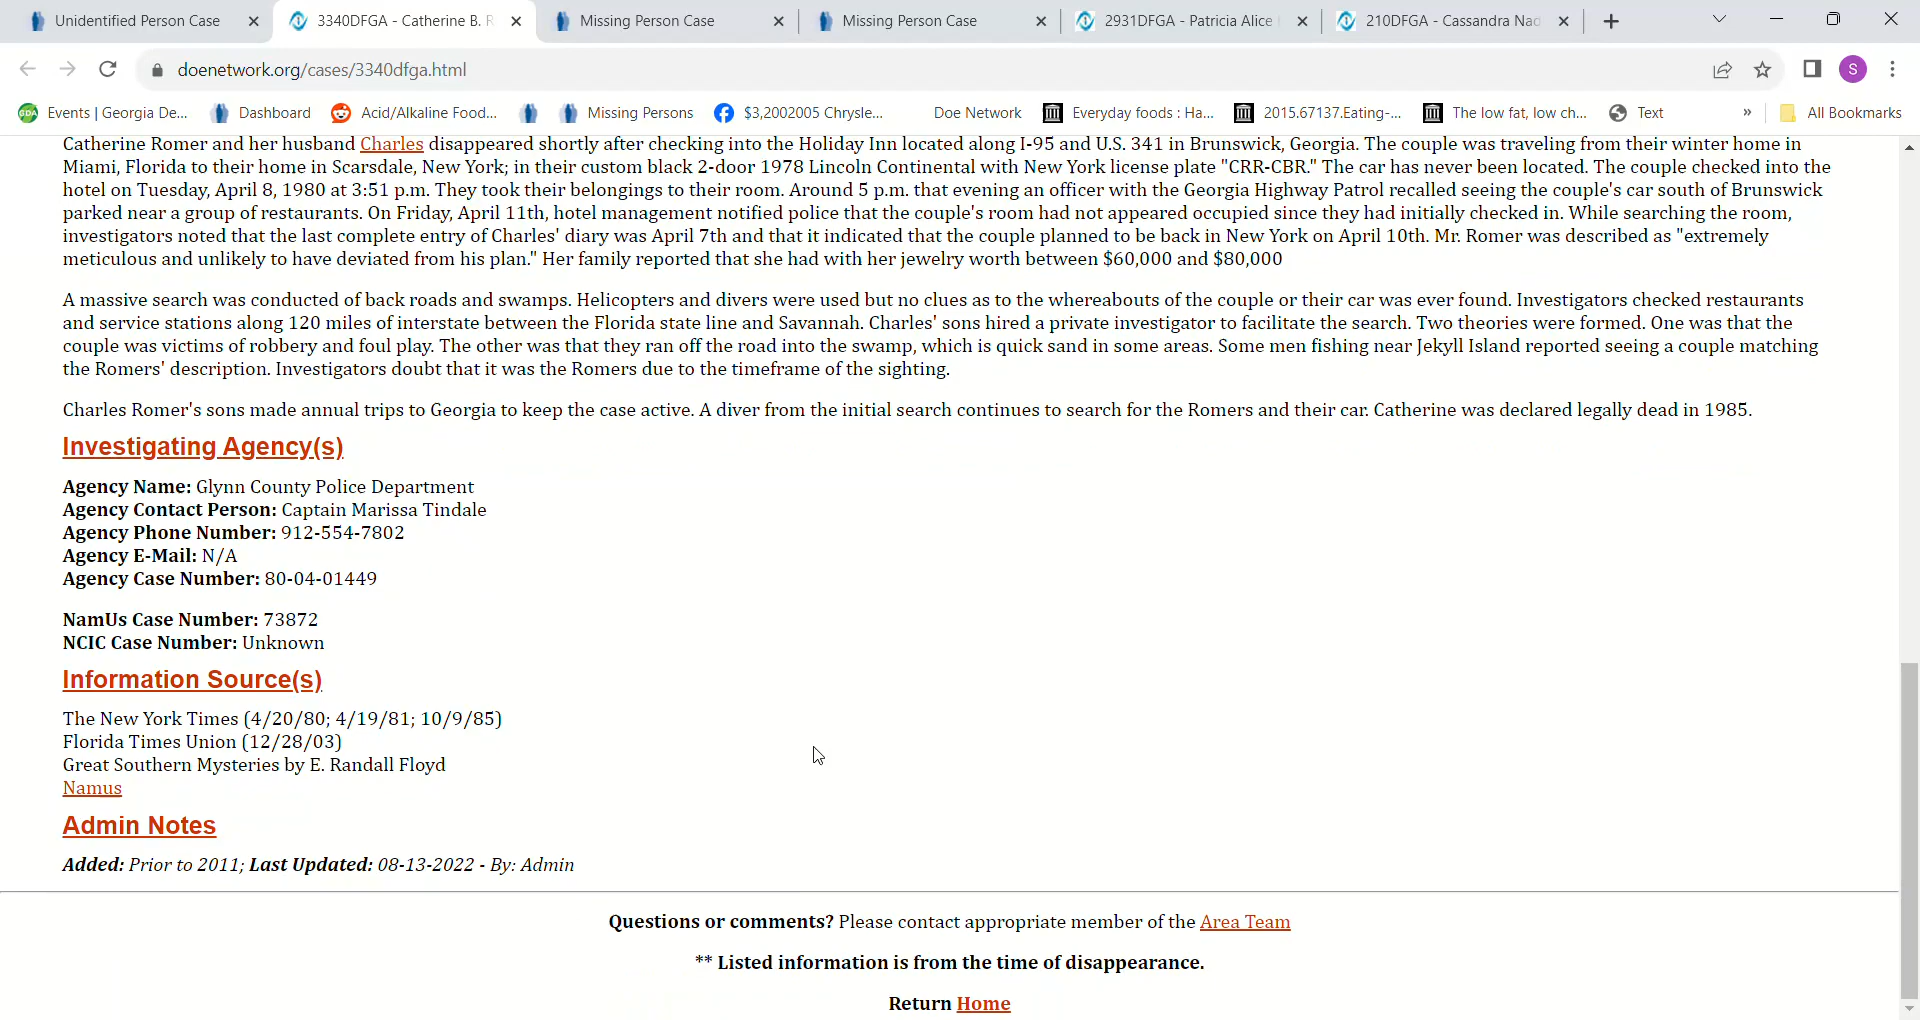 Unidentified Person Case
3340DFGA - Catherine B. R
Missing Person Case
Missing Person Case
2931DFGA - Patricia Alice
210DFGA - Cassandra Nad
doenetwork.org/cases/3340dfga.html
S
Events | Georgia De...
Dashboard
Acid/Alkaline Food...
Missing Persons
$3,2002005 Chrysle...
Doe Network
Everyday foods : Ha...
2015.67137.Eating-...
The low fat, low ch...
Text
»
All Bookmarks
Catherine Romer and her husband Charles disappeared shortly after checking into the Holiday Inn located along I-95 and U.S. 341 in Brunswick, Georgia. The couple was traveling from their winter home in
Miami, Florida to their home in Scarsdale, New York; in their custom black 2-door 1978 Lincoln Continental with New York license plate "CRR-CBR." The car has never been located. The couple checked into the
hotel on Tuesday, April 8, 1980 at 3:51 p.m. They took their belongings to their room. Around 5 p.m. that evening an officer with the Georgia Highway Patrol recalled seeing the couple's car south of Brunswick
parked near a group of restaurants. On Friday, April 11th, hotel management notified police that the couple's room had not appeared occupied since they had initially checked in. While searching the room,
investigators noted that the last complete entry of Charles' diary was April 7th and that it indicated that the couple planned to be back in New York on April 10th. Mr. Romer was described as "extremely
meticulous and unlikely to have deviated from his plan." Her family reported that she had with her jewelry worth between $60,000 and $80,000
A massive search was conducted of back roads and swamps. Helicopters and divers were used but no clues as to the whereabouts of the couple or their car was ever found. Investigators checked restaurants
and service stations along 120 miles of interstate between the Florida state line and Savannah. Charles' sons hired a private investigator to facilitate the search. Two theories were formed. One was that the
couple was victims of robbery and foul play. The other was that they ran off the road into the swamp, which is quick sand in some areas. Some men fishing near Jekyll Island reported seeing a couple matching
the Romers' description. Investigators doubt that it was the Romers due to the timeframe of the sighting.
Charles Romer's sons made annual trips to Georgia to keep the case active. A diver from the initial search continues to search for the Romers and their car. Catherine was declared legally dead in 1985.
Investigating Agency(s)
Agency Name: Glynn County Police Department
Agency Contact Person: Captain Marissa Tindale
Agency Phone Number: 912-554-7802
Agency E-Mail: N/A
Agency Case Number: 80-04-01449
NamUs Case Number: 73872
NCIC Case Number: Unknown
Information Source(s)
The New York Times (4/20/80; 4/19/81; 10/9/85)
Florida Times Union (12/28/03)
Great Southern Mysteries by E. Randall Floyd
Namus
Admin Notes
Added: Prior to 2011; Last Updated: 08-13-2022 - By: Admin
Questions or comments? Please contact appropriate member of the Area Team
** Listed information is from the time of disappearance.
Return Home